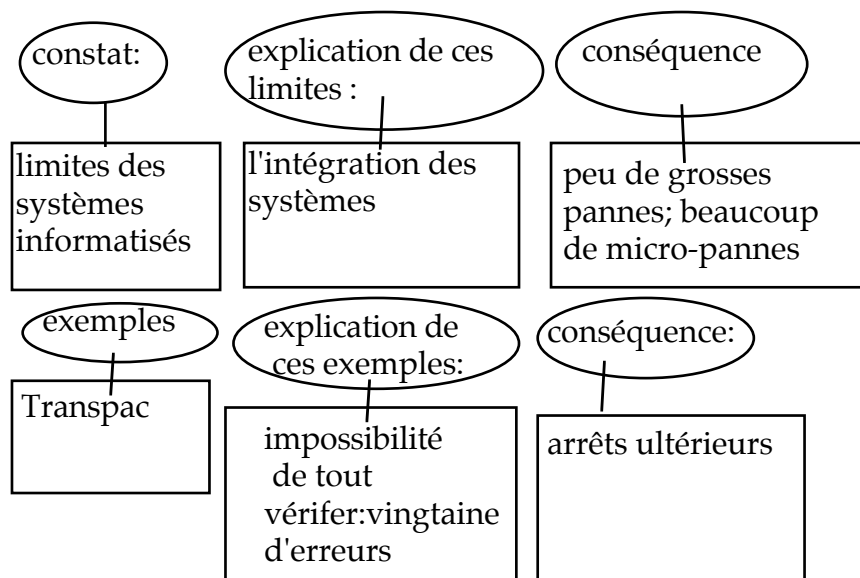 constat:
limites des
systèmes
informatisés
explication de ces
limites :
l'intégration des
systèmes
conséquence
peu de grosses
pannes; beaucoup
de micro-pannes
exemples
Transpac
explication de
ces exemples:
impossibilité
de tout
vérifer:vingtaine
d'erreurs
conséquence:
arrêts ultérieurs